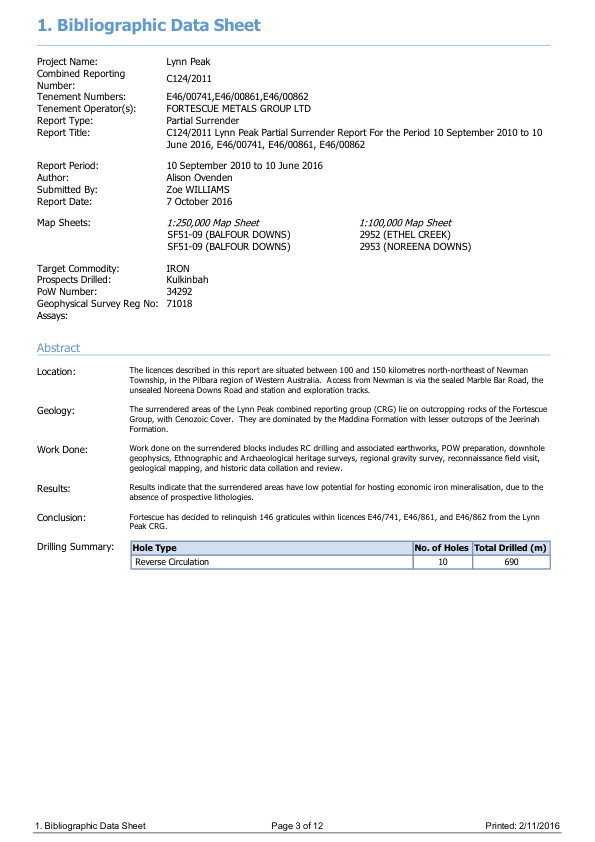 1. Bibliographic Data Sheet
Project Name: Lynn Peak
Combined Reporting Number: C124/2011
Tenement Numbers: E46/00741,E46/00861,E46/00862
Tenement Operator(s): FORTESCUE METALS GROUP LTD
Report Type: Partial Surrender
Report Title: C124/2011 Lynn Peak Partial Surrender Report For the Period 10 September 2010 to 10
June 2016, E46/00741, E46/00861, E46/00862
Report Period: 10 September 2010 to 10 June 2016
Author: Alison Ovenden
Submitted By: Zoe WILLIAMS
Report Date: 7 October 2016
Map Sheets: 1:250,000 Map Sheet 1:100,000 Map Sheet
SF51-09 (BALFOUR DOWNS) 2952 (ETHEL CREEK)
SF51-09 (BALFOUR DOWNS) 2953 (NOREENA DOWNS)
Target Commodity: IRON
Prospects Drilled: Kulkinbah
PoW Number: 34292
Geophysical Survey Reg No: 71018
Assays:
Abstract
Location: The licences described in this report are situated between 100 and 150 kilometres north-northeast of Newman
Township, in the Pilbara region of Western Australia. Access from Newman is via the sealed Marble Bar Road, the
unsealed Noreena Downs Road and station and exploration tracks.
Geology: The surrendered areas of the Lynn Peak combined reporting group (CRG) lie on outcropping rocks of the Fortescue
Group, with Cenozoic Cover. They are dominated by the Maddina Formation with lesser outcrops of the Jeerinah
Formation.
Work Done: Work done on the surrendered blocks includes RC drilling and associated earthworks, POW preparation, downhole
geophysics, Ethnographic and Archaeological heritage surveys, regional gravity survey, reconnaissance field visit,
geological mapping, and historic data collation and review.
Results: Results indicate that the surrendered areas have low potential for hosting economic iron mineralisation, due to the
absence of prospective lithologies.
Conclusion: Fortescue has decided to relinquish 146 graticules within licences E46/741, E46/861, and E46/862 from the Lynn
Peak CRG.
Drilling Summary: Hole Type No. of Holes Total Drilled (m)
Reverse Circulation 10 690
1. Bibliographic Data Sheet Page 3 of 12 Printed: 2/11/2016